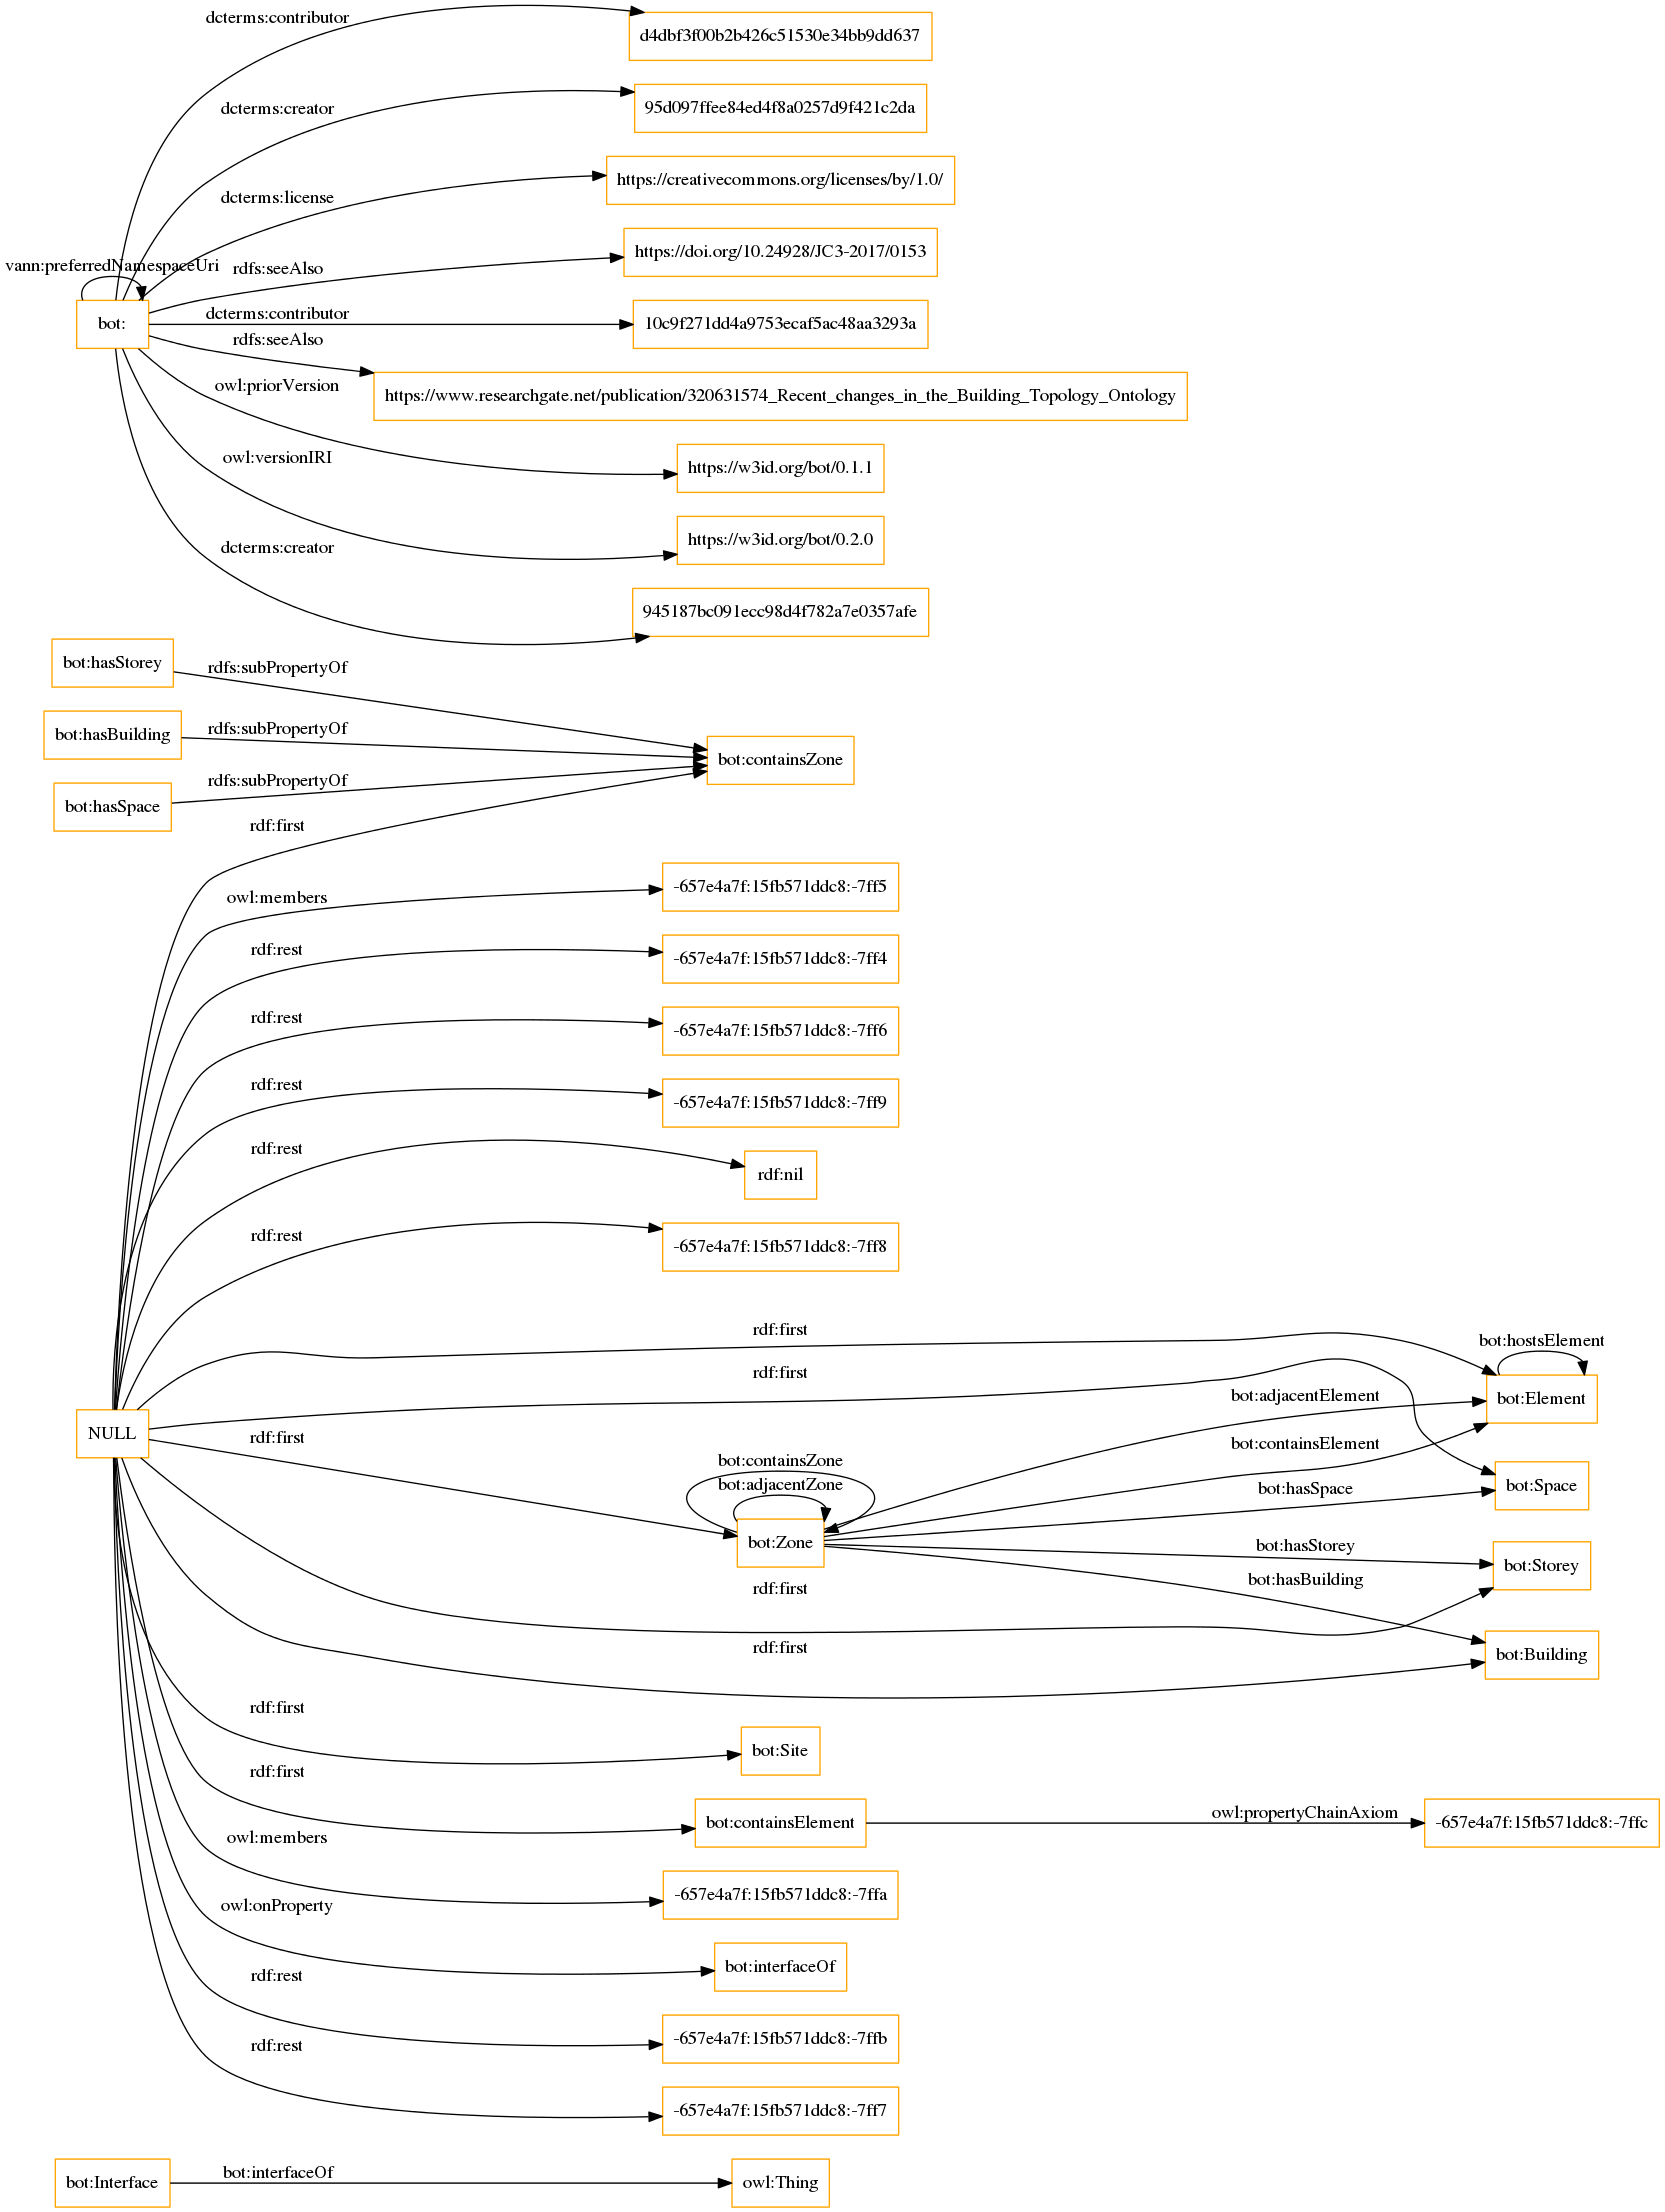 dcterms:contributor
d4dbf3f00b2b426c51530e34bb9dd637
dcterms:creator
95d097ffee84ed4f8a0257d9f421c2da
dcterms:license
https://creativecommons.org/licenses/by/1.0/
rdfs:seeAlso
https://doi.org/10.24928/JC3-2017/0153
vann:preferredNamespaceUri
bot:
dcterms:contributor
10c9f271dd4a9753ecaf5ac48aa3293a
rdfs:seeAlso
https://www.researchgate.net/publication/320631574_Recent_changes_in_the_Building_Topology_Ontology
owl:priorVersion
https://w3id.org/bot/0.1.1
owl:versionIRI
https://w3id.org/bot/0.2.0
dcterms:creator
945187bc091ecc98d4f782a7e0357afe
bot:hasStorey
rdfs:subPropertyOf
bot:hasBuilding
rdfs:subPropertyOf
bot:containsZone
bot:hasSpace
rdfs:subPropertyOf
rdf:first
owl:members
-657e4a7f:15fb571ddc8:-7ff5
rdf:rest
-657e4a7f:15fb571ddc8:-7ff4
rdf:rest
-657e4a7f:15fb571ddc8:-7ff6
rdf:rest
-657e4a7f:15fb571ddc8:-7ff9
rdf:rest
rdf:nil
rdf:rest
-657e4a7f:15fb571ddc8:-7ff8
rdf:first
bot:hostsElement
rdf:first
bot:adjacentElement
bot:Element
NULL
rdf:first
bot:containsElement
bot:containsZone
bot:adjacentZone
bot:hasSpace
bot:Space
bot:Zone
bot:hasStorey
bot:Storey
rdf:first
bot:hasBuilding
rdf:first
bot:Building
rdf:first
bot:Site
rdf:first
bot:containsElement
owl:propertyChainAxiom
-657e4a7f:15fb571ddc8:-7ffc
owl:members
-657e4a7f:15fb571ddc8:-7ffa
owl:onProperty
bot:interfaceOf
rdf:rest
-657e4a7f:15fb571ddc8:-7ffb
rdf:rest
-657e4a7f:15fb571ddc8:-7ff7
bot:Interface
bot:interfaceOf
owl:Thing